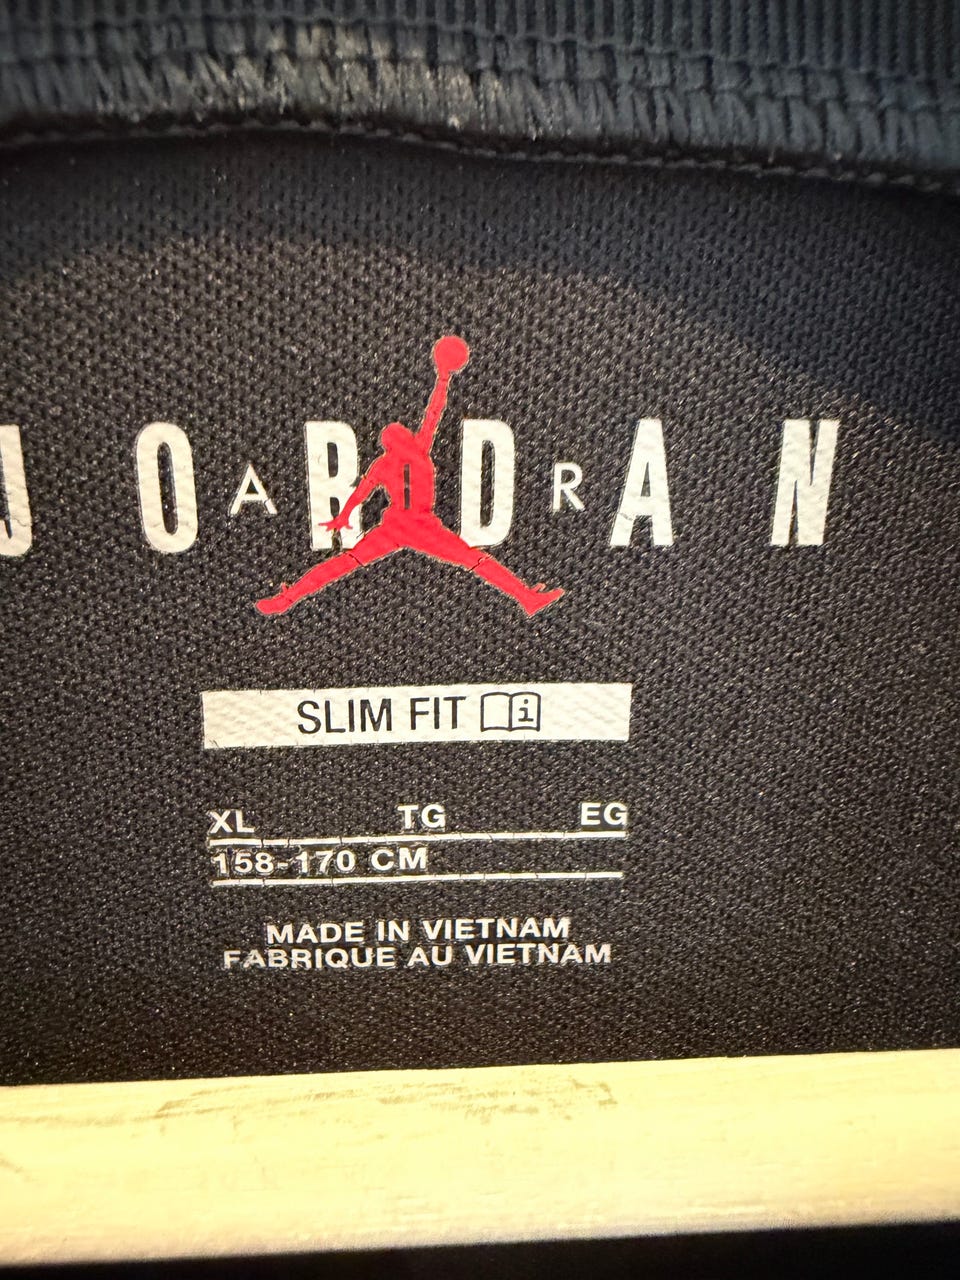 JORDAN
AIR
SLIM FIT
XL TG EG
158-170 CM
MADE IN VIETNAM
FABRIQUE AU VIETNAM